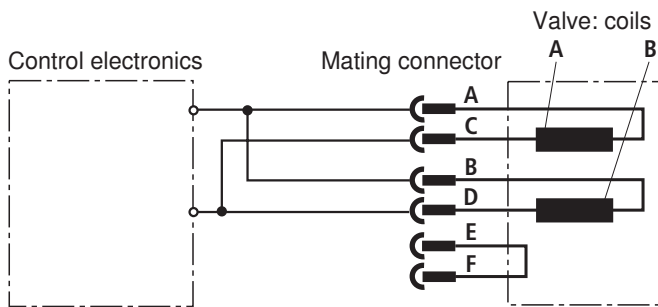 Valve: coils
Control electronics Mating connector A B
A
C
B
D
E
F